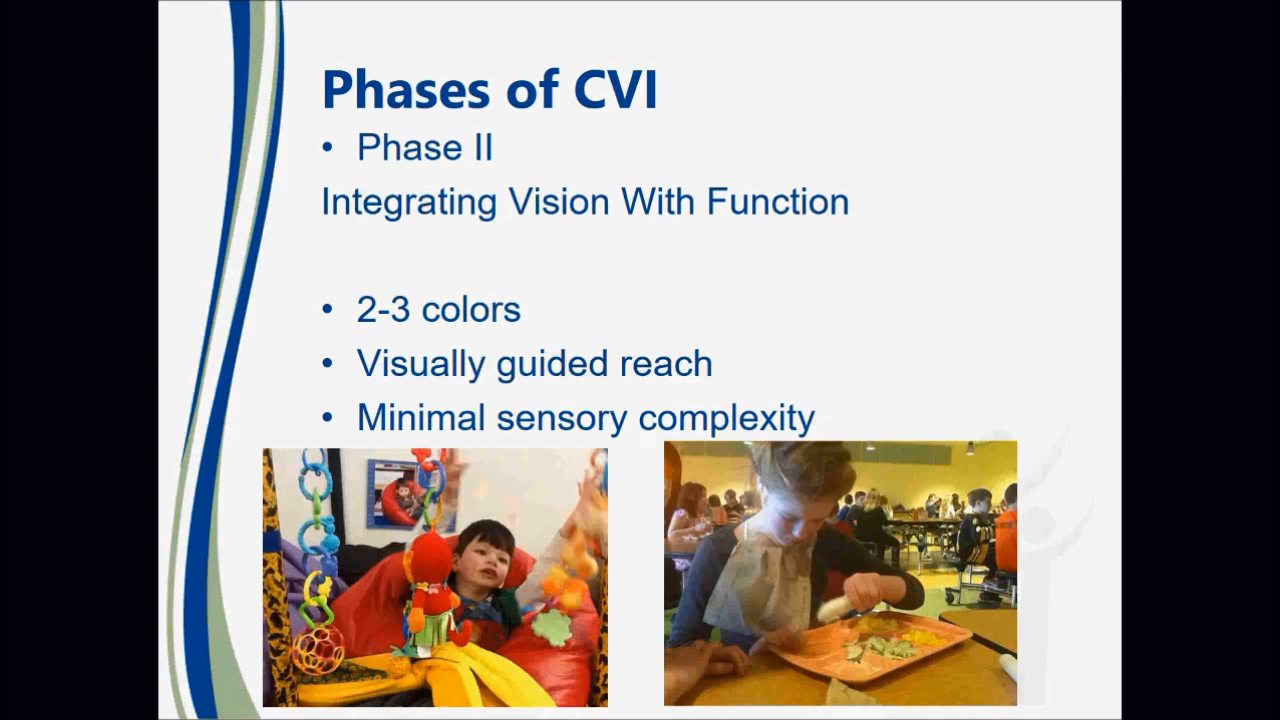 Phases of CVI
• Phase II
Integrating Vision With Function
• 2-3 colors
• Visually guided reach
• Minimal sensory complexity